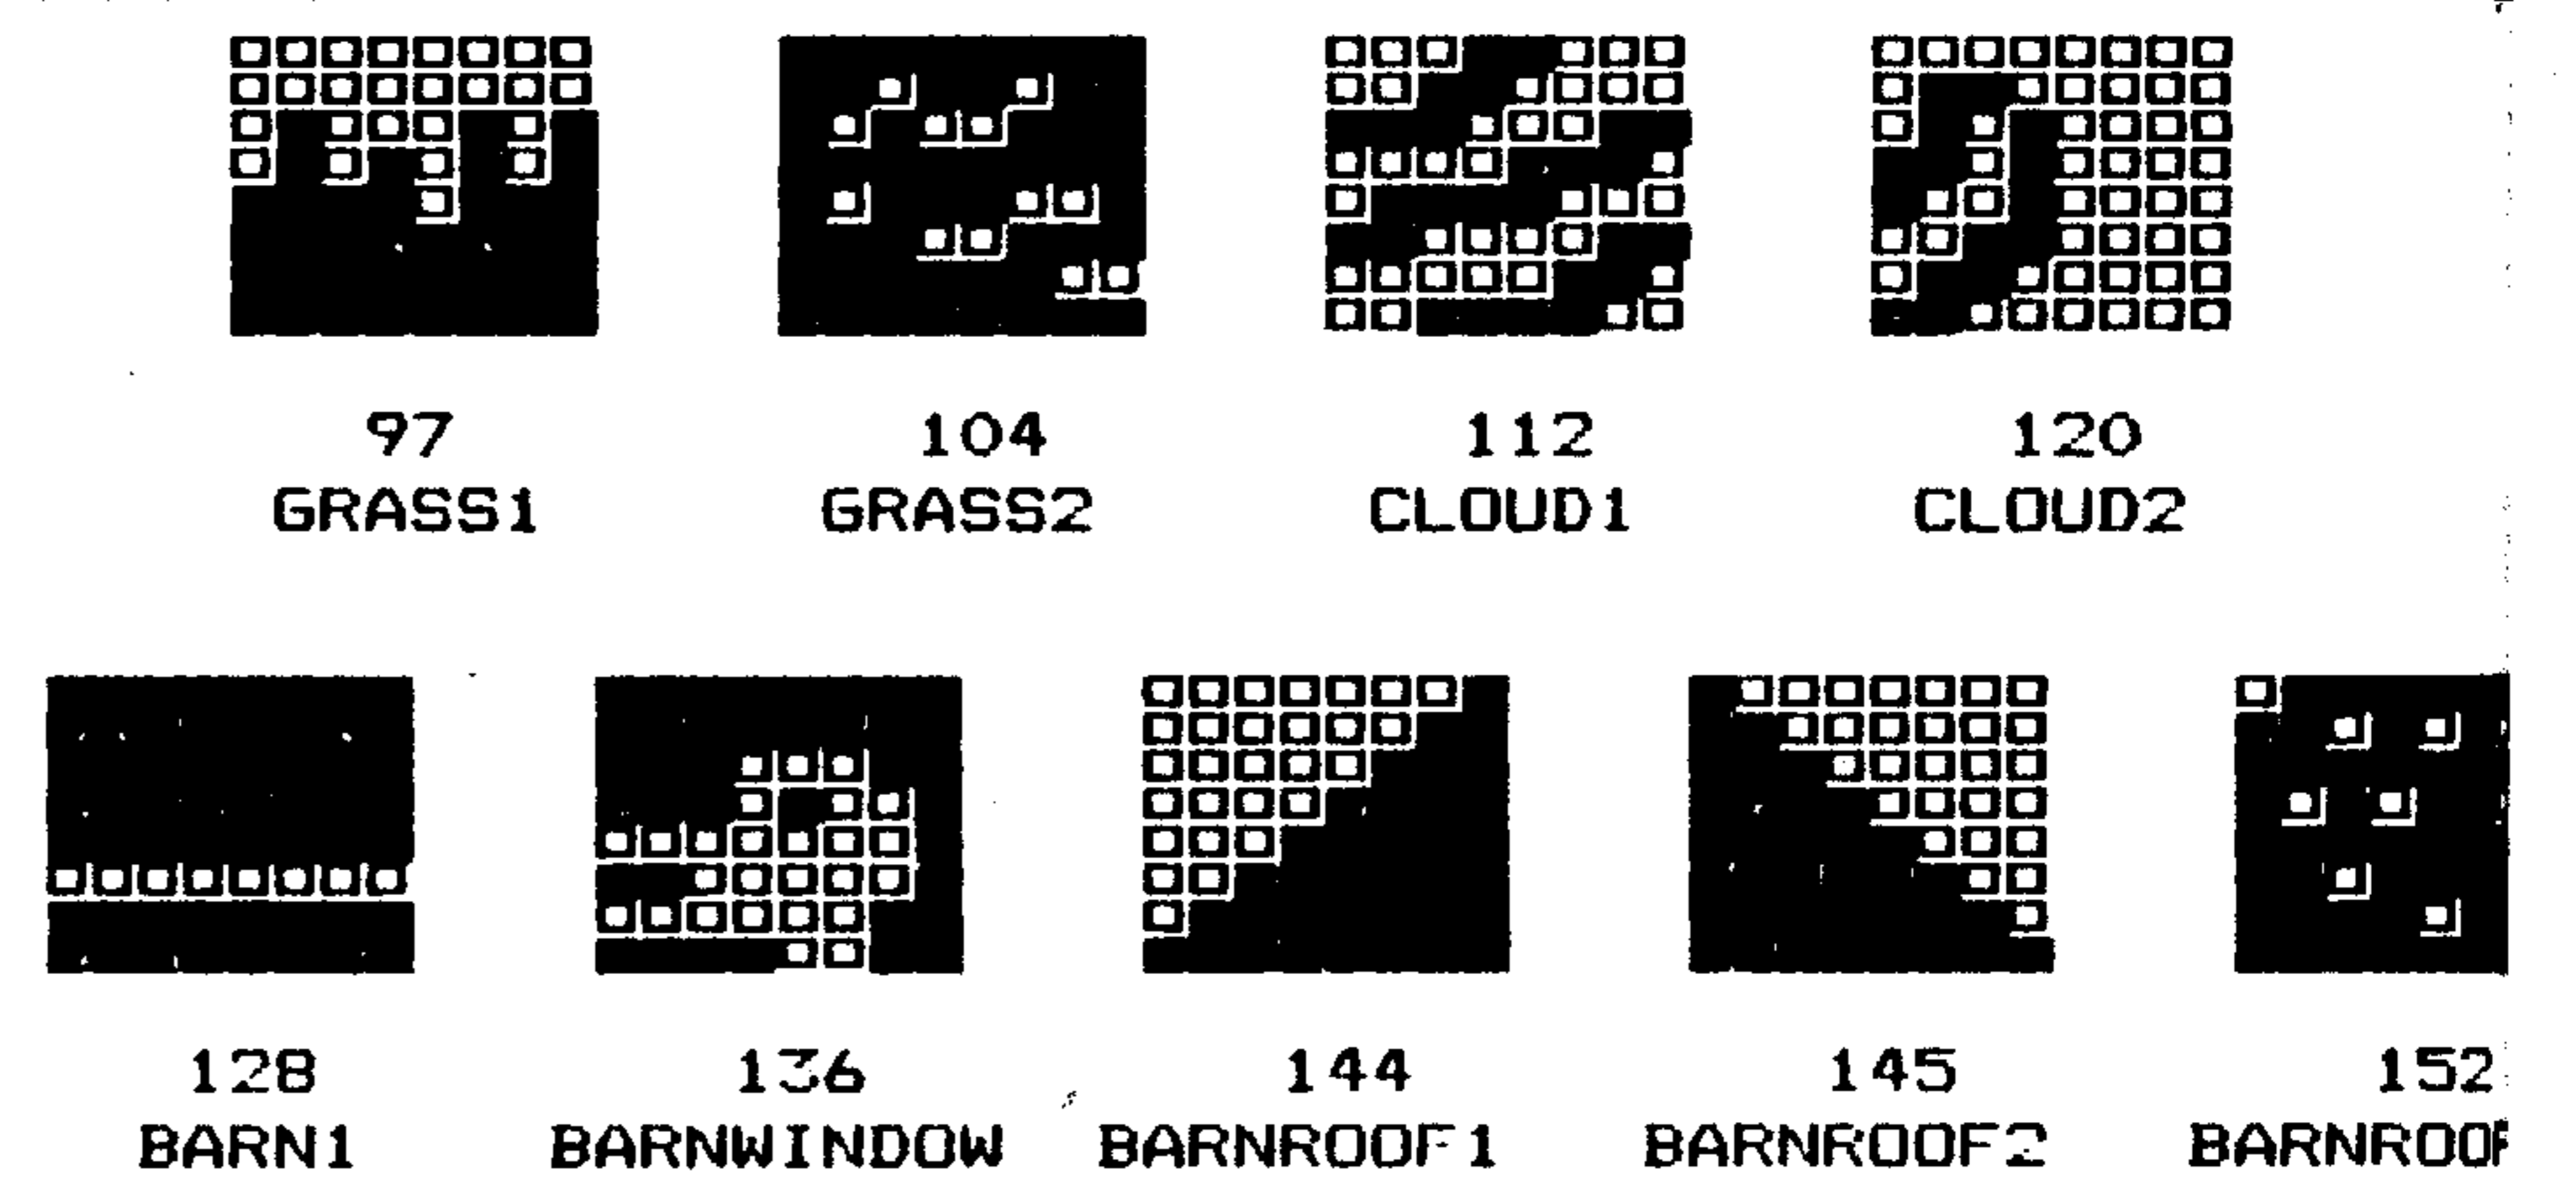 97 104 112 120
GRASS1 GRASS2 CLOUD1 CLOUD2
128 136 144 145 152
BARN1 BARNWINDOW BARNROOF1 BARNROOF2